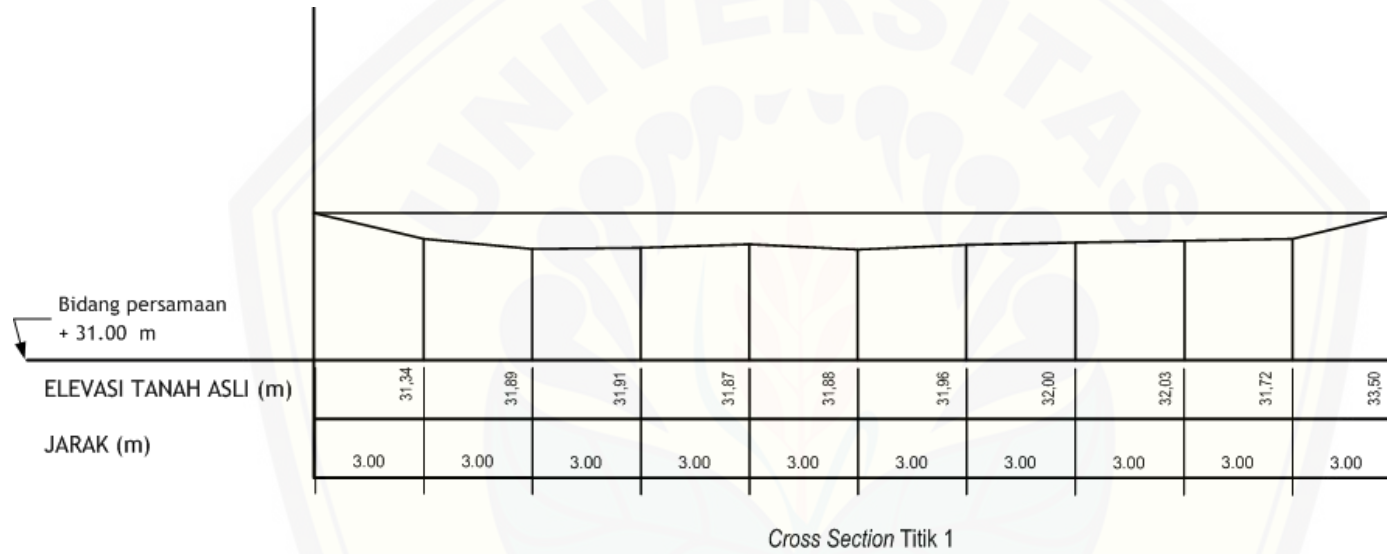 UNIVERSITAS
Bidang persamaan
+ 31.00 m
ELEVASI TANAH ASLI (m)
31,34 31,89 31,91 31,87 31,88 31,96 32,00 32,03 31,72 33,50
JARAK (m)
3.00 3.00 3.00 3.00 3.00 3.00 3.00 3.00 3.00 3.00
Cross Section Titik 1